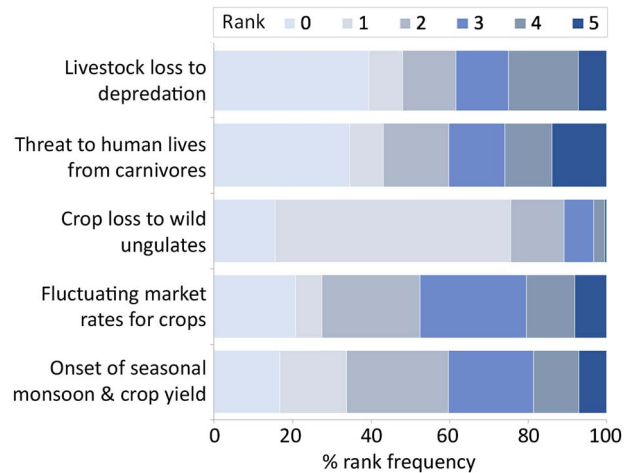 Rank 0 1 2 3 4 5
Livestock loss to
depredation
Threat to human lives
from carnivores
Crop loss to wild
ungulates
Fluctuating market
rates for crops
Onset of seasonal
monsoon & crop yield
0 20 40 60 80 100
% rank frequency